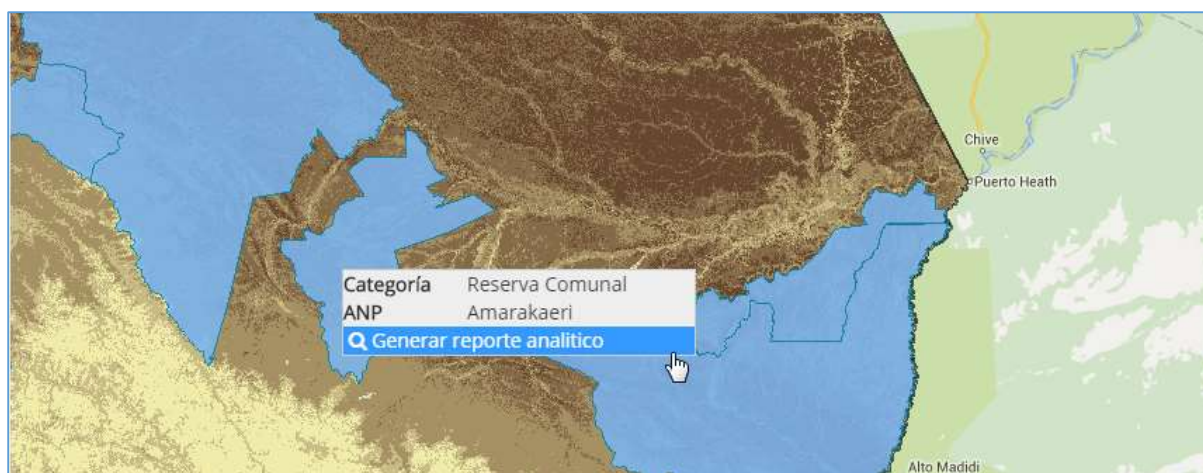 Chive
Puerto Heath
Categoría Reserva Comunal
ANP Amarakaeri
Generar reporte analitico
Alto Madidi